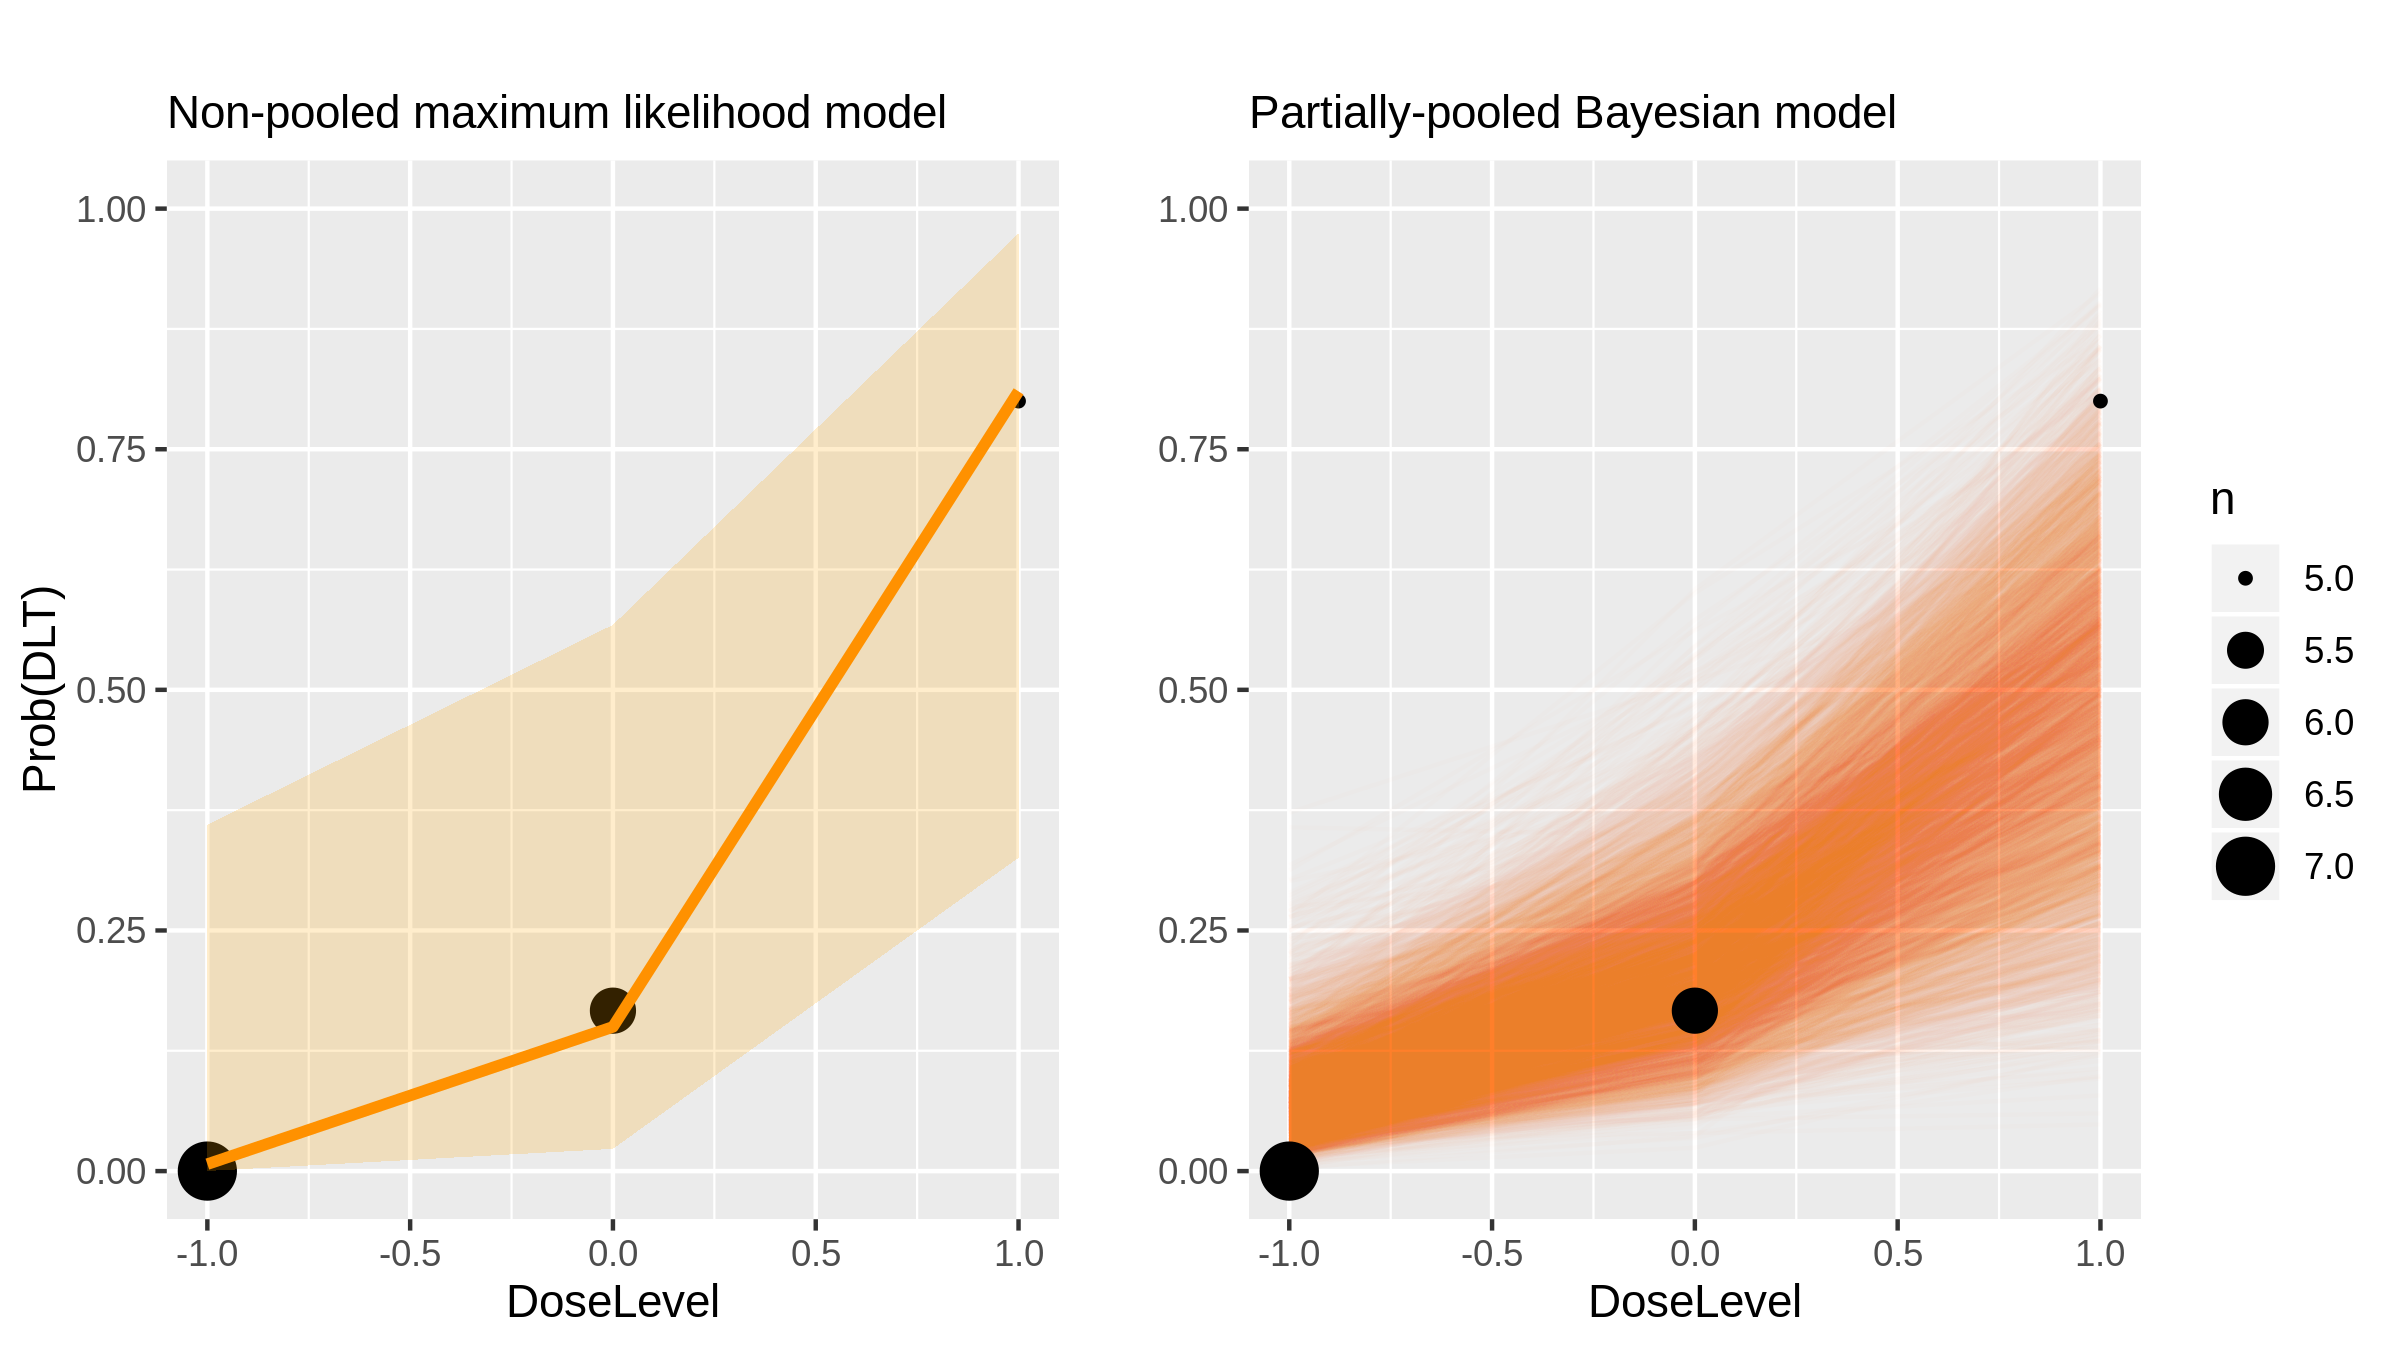 Non-pooled maximum likelihood model
Prob(DLT)
1.00
0.75
0.50
0.25
0.00
-1.0 -0.5 0.0 0.5 1.0
DoseLevel
Partially-pooled Bayesian model
1.00
0.75
0.50
0.25
0.00
-1.0 -0.5 0.0 0.5 1.0
DoseLevel
n
5.0
5.5
6.0
6.5
7.0